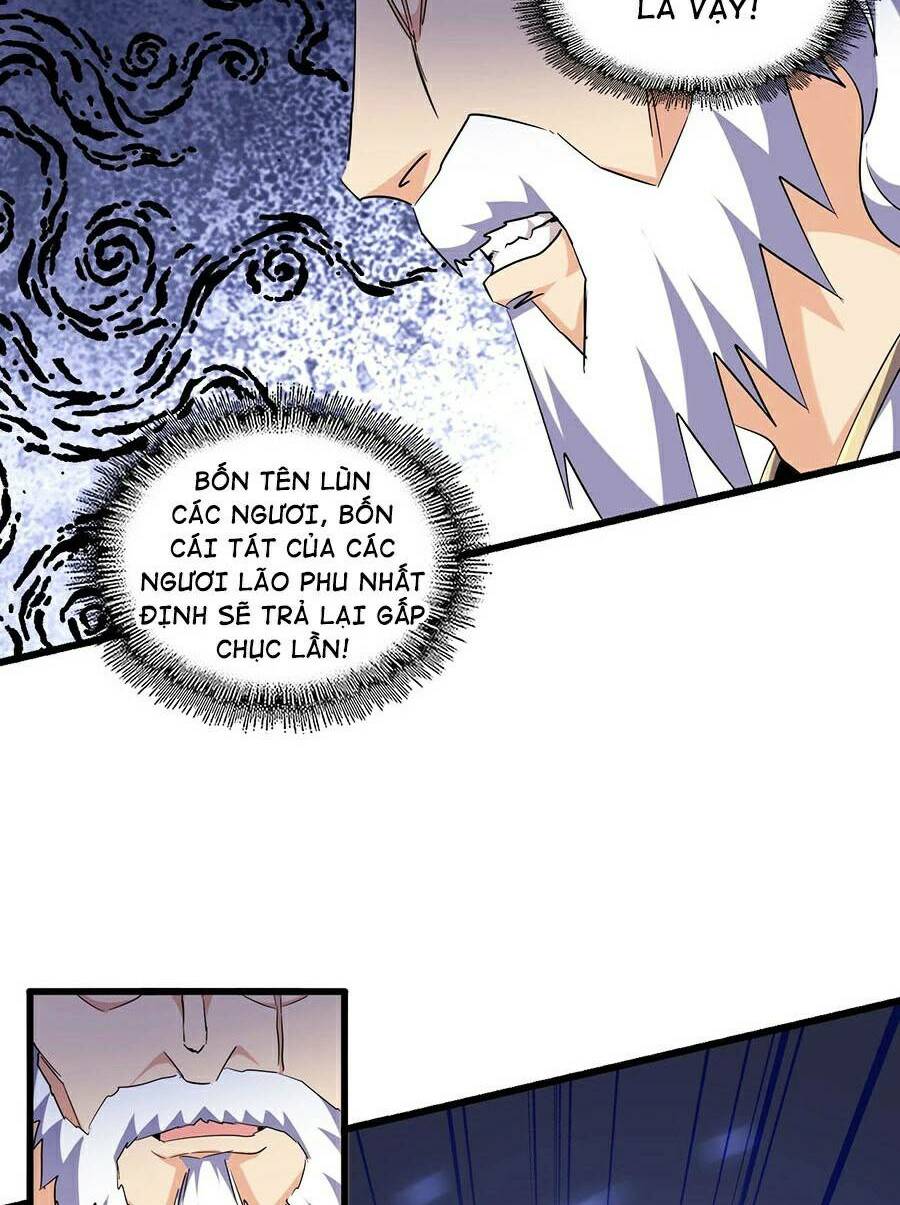 LÀ VẬY!
BỐN TÊN LÙN
CÁC NGƯƠI, BỐN
CÁI TÁT CỦA CÁC
NGƯƠI LÃO PHU NHẤT
ĐỊNH SẼ TRẢ LẠI GẤP
CHỤC LẦN!